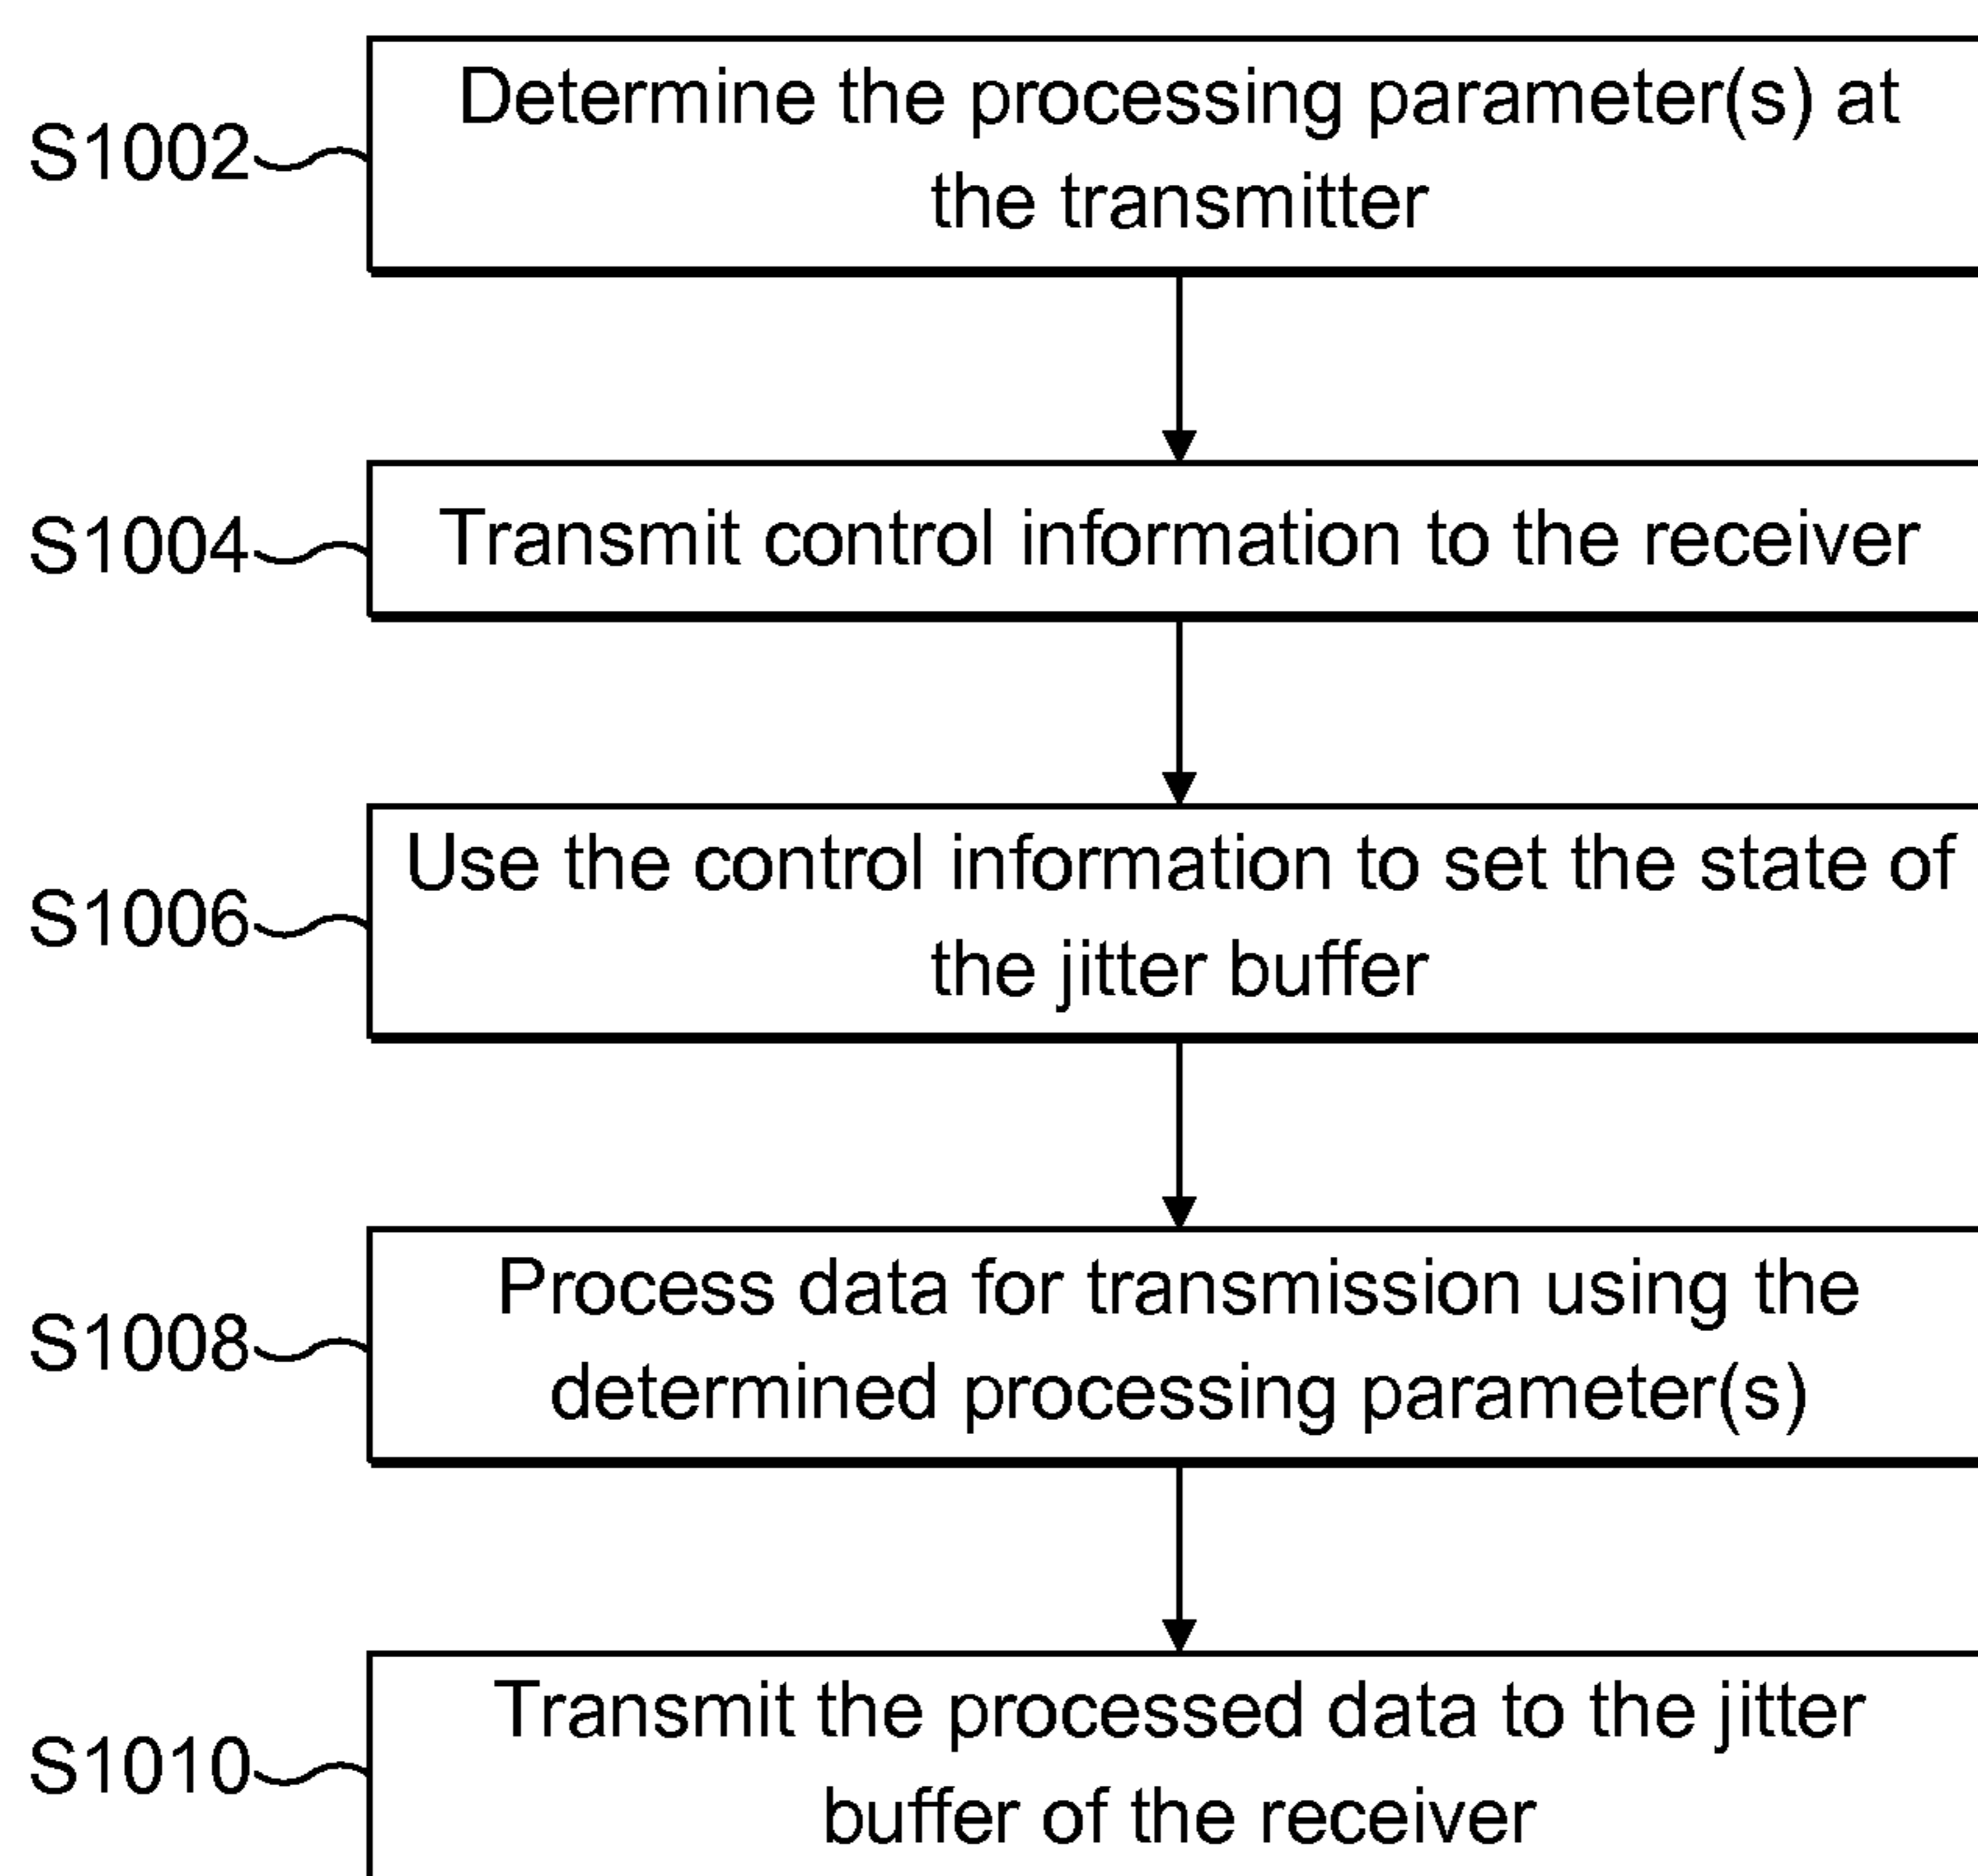 S1002
Determine the processing parameter(s) at
the transmitter
S1004
Transmit control information to the receiver
S1006
Use the control information to set the state of
the jitter buffer
S1008
Process data for transmission using the
determined processing parameter(s)
S1010
Transmit the processed data to the jitter
buffer of the receiver